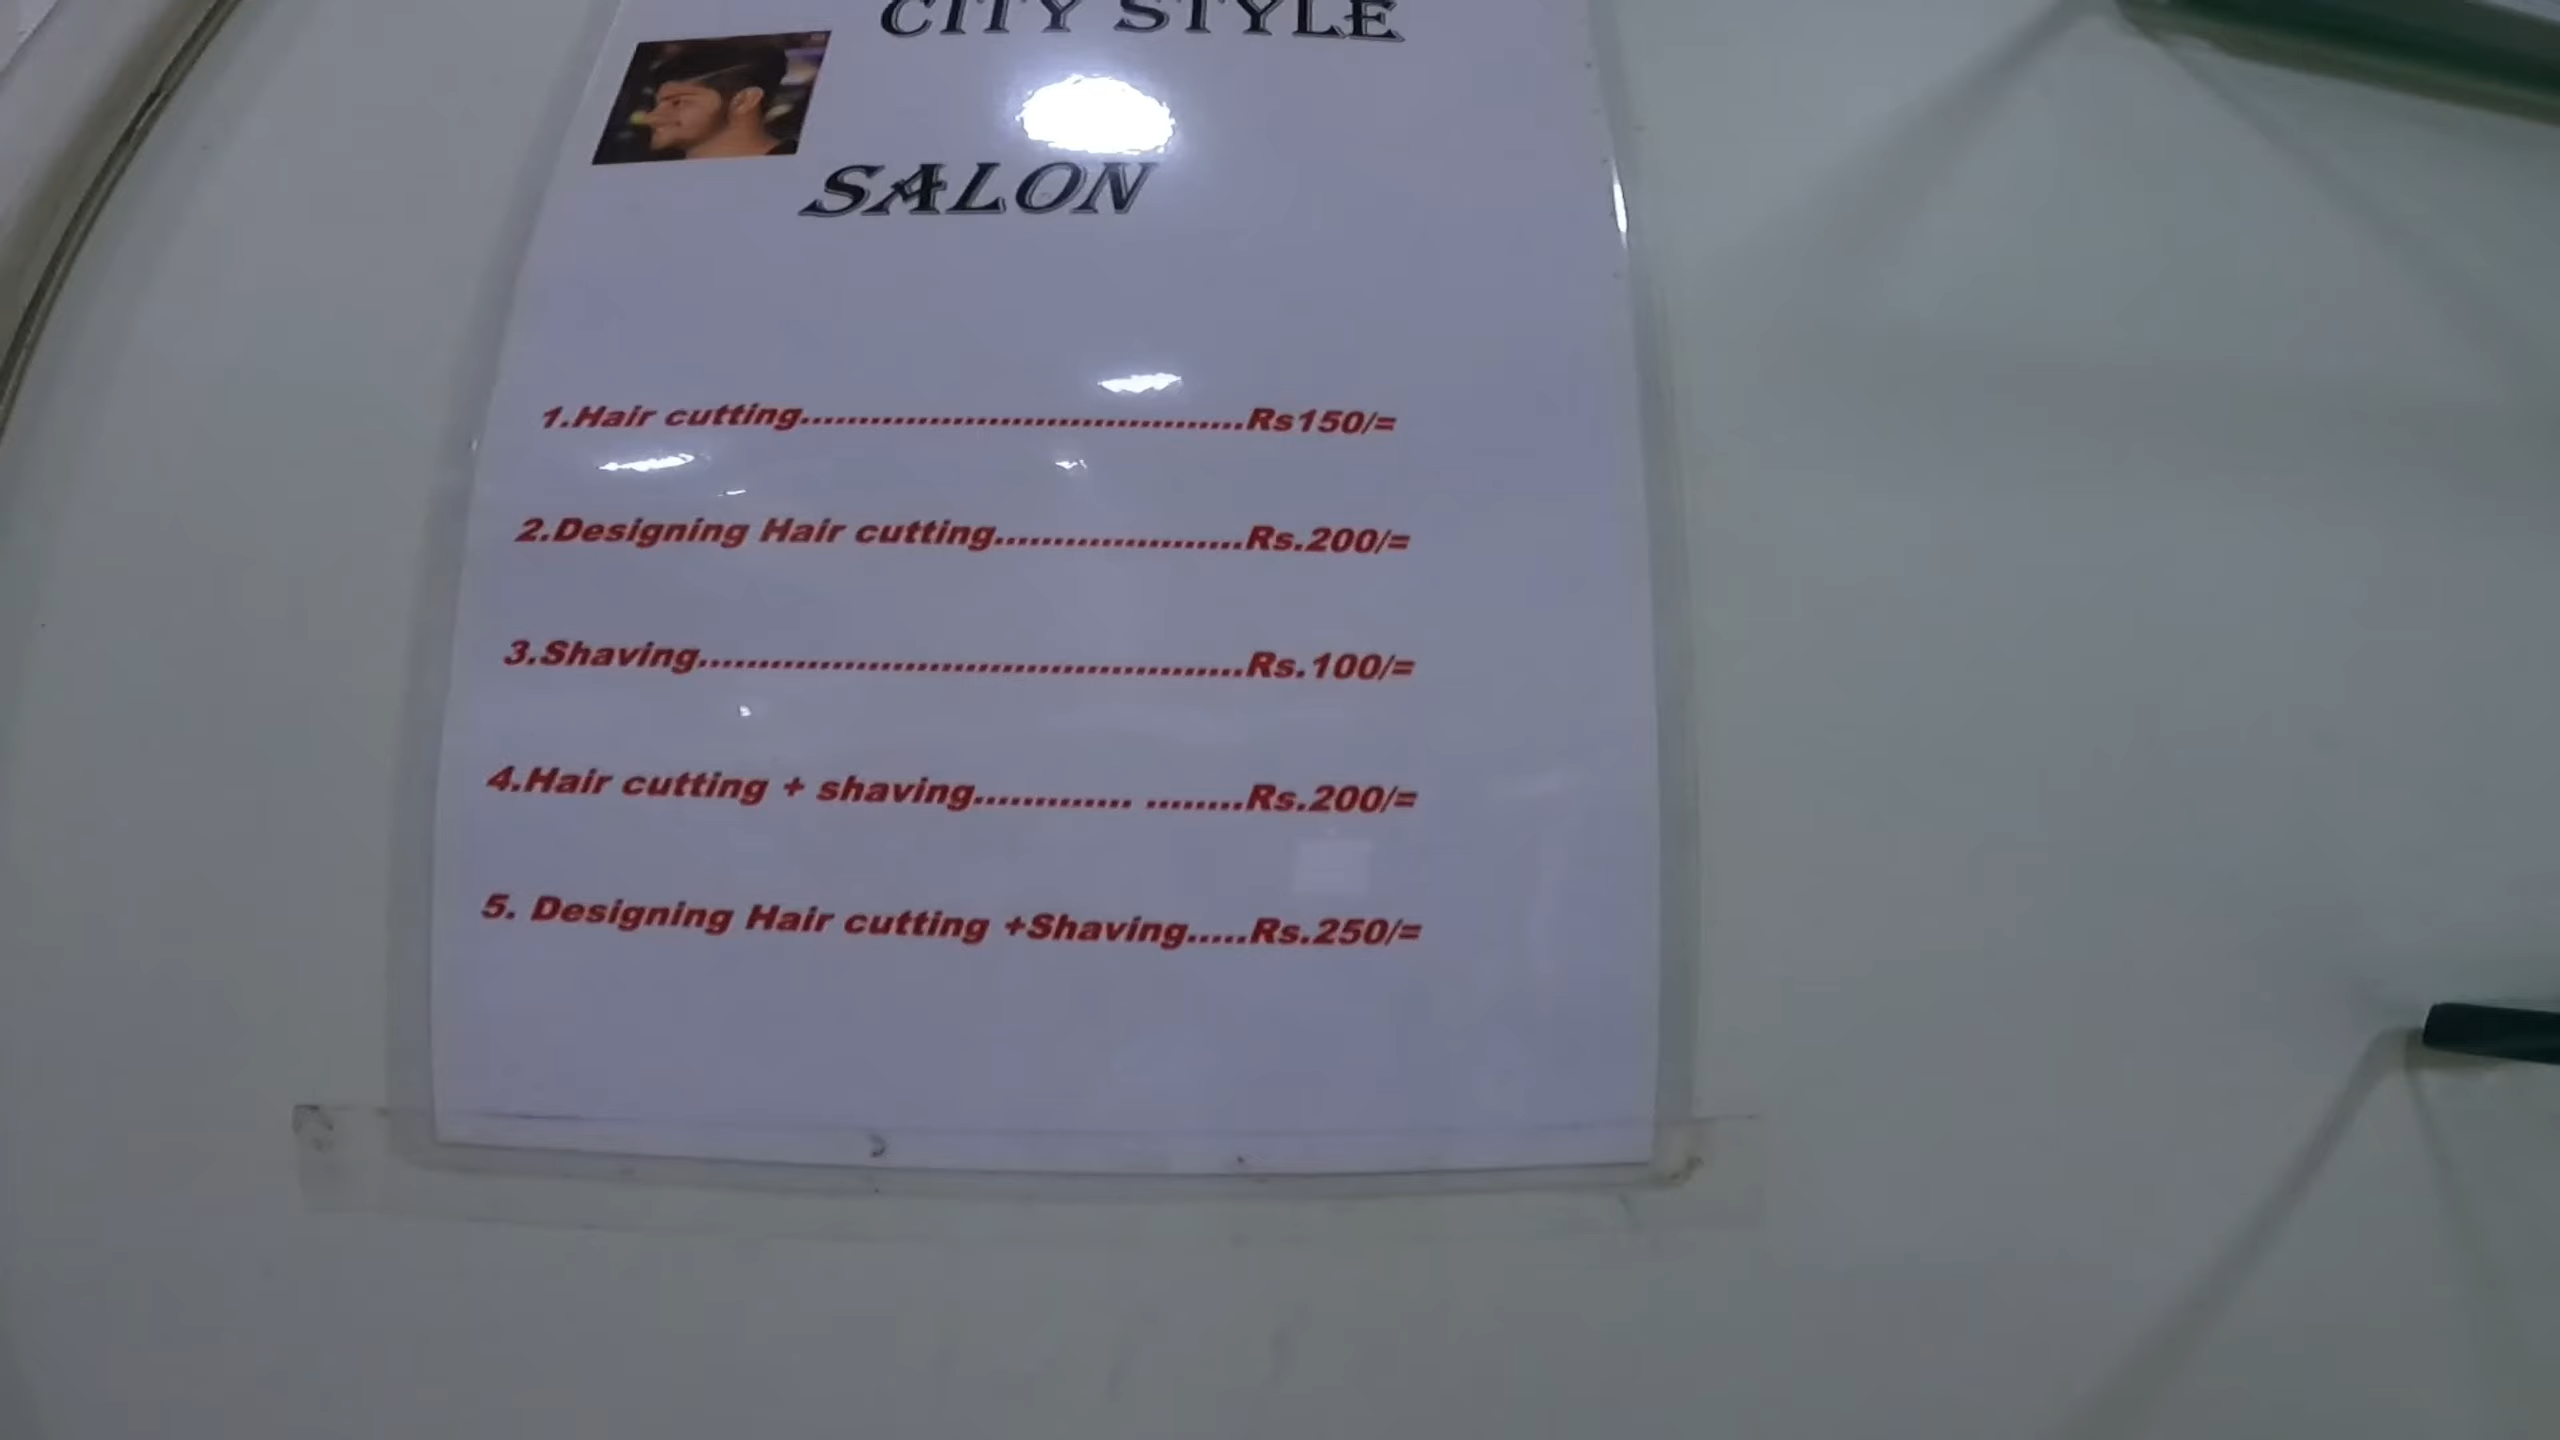 CITY STYLE
SALON
1.Hair cutting......................................Rs150/=
2.Designing Hair cutting.....................Rs.200/=
3.Shaving..............................................Rs.100/=
4.Hair cutting + shaving............. ........Rs.200/=
5. Designing Hair cutting +Shaving.....Rs.250/=